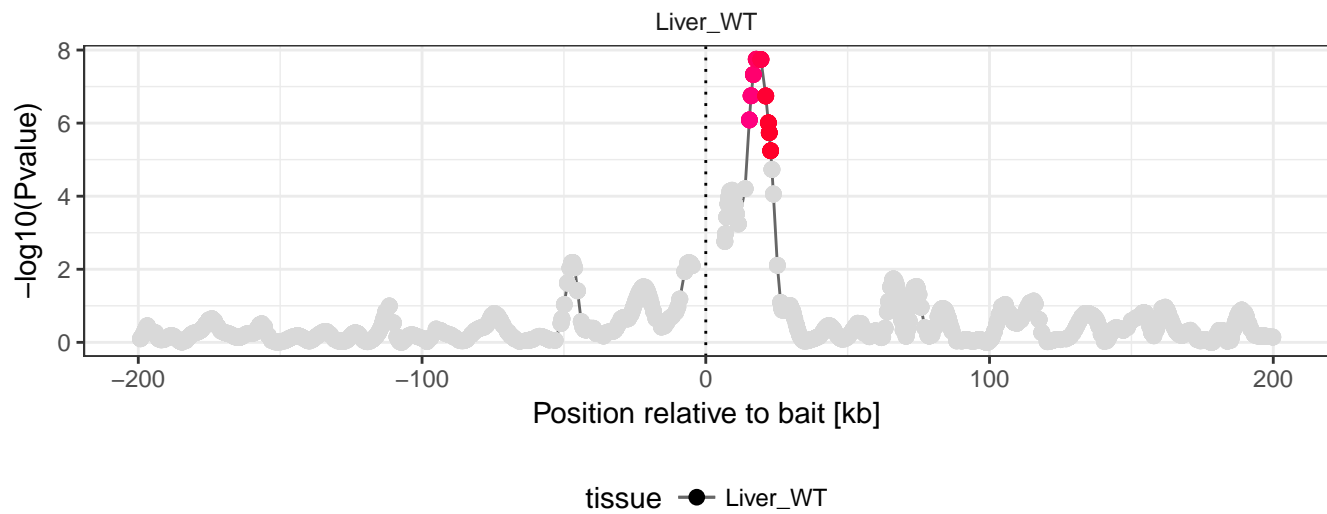 Liver_WT
8
6
4
2
0
−log10(Pvalue)
−200
−100
0
100
200
Position relative to bait [kb]
tissue Liver_WT